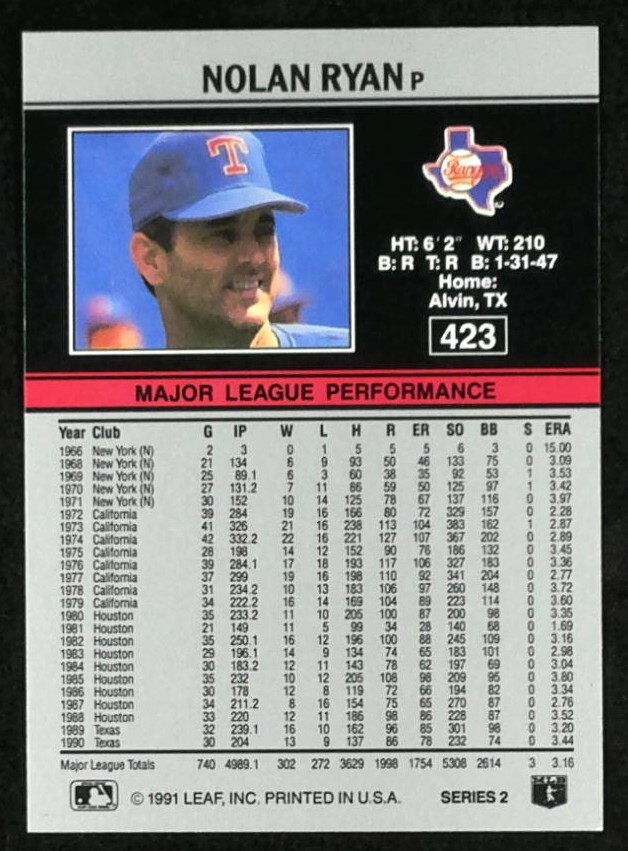 NOLAN RYAN P
T
Rangers
HT: 6' 2" WT: 210
B: R T: R B: 1-31-47
Home:
Alvin, TX
423
MAJOR LEAGUE PERFORMANCE
Year Club G IP W L H R ER SO BB S ERA
1966 New York (N) 2 3 0 1 5 5 5 6 3 0 15.00
1968 New York (N) 21 134 6 9 93 50 46 133 75 0 3.09
1969 New York (N) 25 89.1 6 3 60 38 35 92 53 1 3.53
1970 New York (N) 27 131.2 7 11 86 59 50 125 97 1 3.42
1971 New York (N) 30 152 10 14 125 78 67 137 116 0 3.97
1972 California 39 284 19 16 166 80 72 329 157 0 2.28
1973 California 41 326 21 16 238 113 104 383 162 1 2.87
1974 California 42 332.2 22 16 221 127 107 367 202 0 2.89
1975 California 28 198 14 12 152 90 76 186 132 0 3.45
1976 California 39 284.1 17 18 193 117 106 327 183 0 3.36
1977 California 37 299 19 16 198 110 92 341 204 0 2.77
1978 California 31 234.2 10 13 183 106 97 260 148 0 3.72
1979 California 34 222.2 16 14 169 104 89 223 114 0 3.60
1980 Houston 35 233.2 11 10 205 100 87 200 98 0 3.35
1981 Houston 21 149 11 5 99 34 28 140 68 0 1.69
1982 Houston 35 250.1 16 12 196 100 88 245 109 0 3.16
1983 Houston 29 196.1 14 9 134 74 65 183 101 0 2.98
1984 Houston 30 183.2 12 11 143 78 62 197 69 0 3.04
1985 Houston 35 232 10 12 205 108 98 209 95 0 3.80
1986 Houston 30 178 12 8 119 72 66 194 82 0 3.34
1987 Houston 34 211.2 8 16 154 75 65 270 87 0 2.76
1988 Houston 33 220 12 11 186 98 86 228 87 0 3.52
1989 Texas 32 239.1 16 10 162 96 85 301 98 0 3.20
1990 Texas 30 204 13 9 137 86 78 232 74 0 3.44
Major League Totals 740 4989.1 302 272 3629 1998 1754 5308 2614 3 3.16
© 1991 LEAF, INC. PRINTED IN U.S.A. SERIES 2 MLB